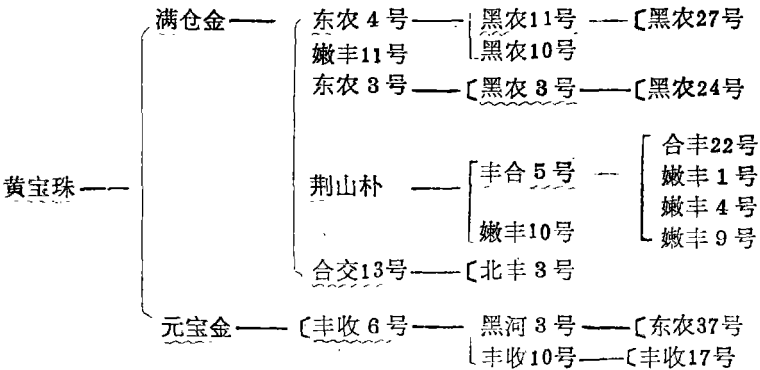 满仓金 东农4号 黑农11号 黑农27号
嫩丰11号 黑农10号
东农3号 黑农3号 黑农24号
合丰22号
丰合5号 嫩丰1号
黄宝珠 荆山朴 嫩丰4号
嫩丰10号 嫩丰9号
合交13号 北丰3号
元宝金 丰收6号 黑河3号 东农37号
丰收10号 丰收17号